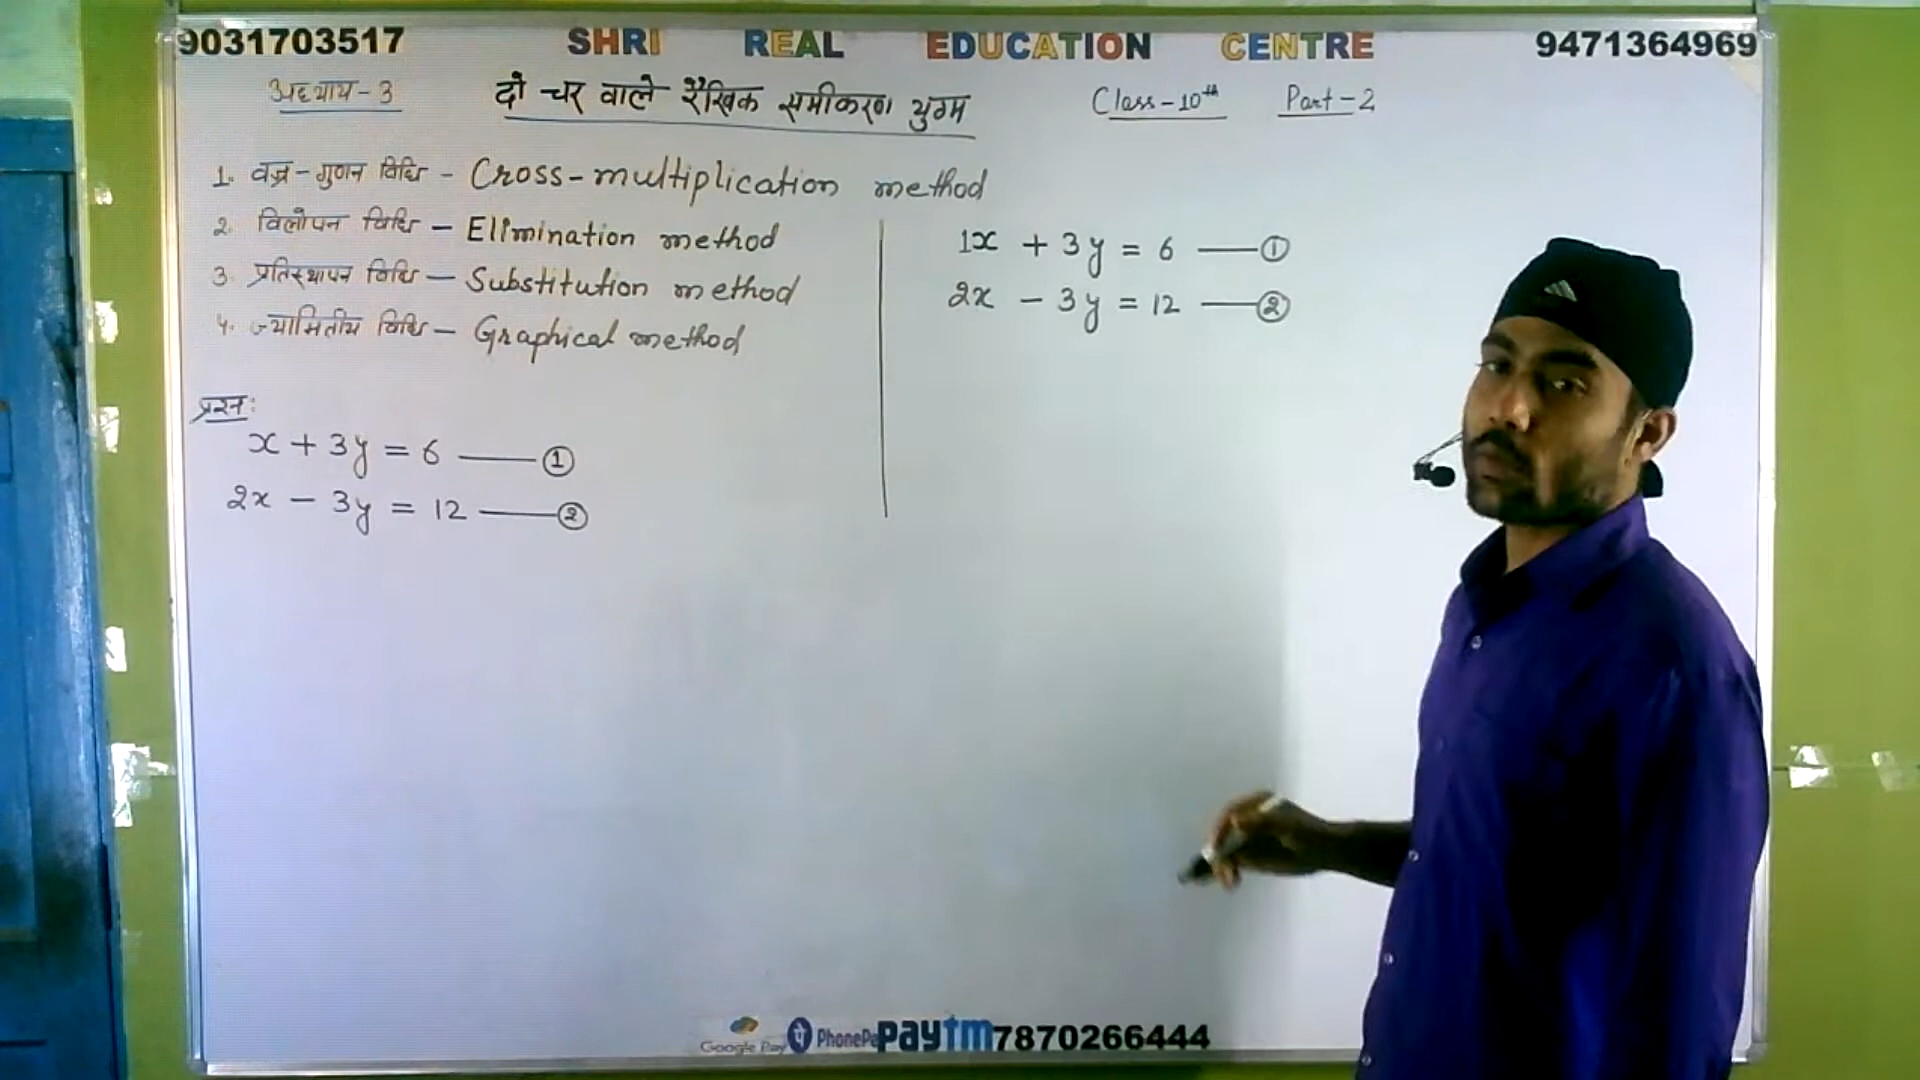 9031703517 SHRI REAL EDUCATION CENTRE 9471364969
अध्याय-3 दो चर वाले रैखिक समीकरण युग्म Class-10th Part-2
1. वज्र-गुणन विधि - Cross-multiplication method
2. विलोपन विधि - Elimination method
3. प्रतिस्थापन विधि - Substitution method
4. ज्यामितीय विधि - Graphical method
प्रश्न:
x + 3y = 6 —— ①
2x - 3y = 12 —— ②
1x + 3y = 6 —— ①
2x - 3y = 12 —— ②
Google Pay PhonePe paytm 7870266444